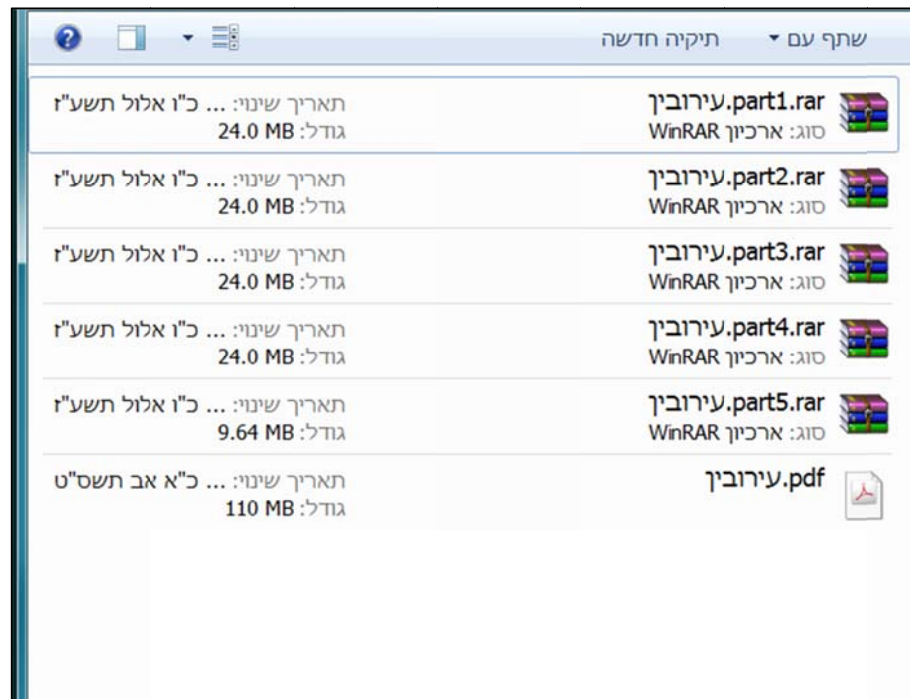 שתף עם תיקיה חדשה
עירובין.part1.rar תאריך שינוי: ... כ"ו אלול תשע"ז
סוג: ארכיון WinRAR גודל: 24.0 MB
עירובין.part2.rar תאריך שינוי: ... כ"ו אלול תשע"ז
סוג: ארכיון WinRAR גודל: 24.0 MB
עירובין.part3.rar תאריך שינוי: ... כ"ו אלול תשע"ז
סוג: ארכיון WinRAR גודל: 24.0 MB
עירובין.part4.rar תאריך שינוי: ... כ"ו אלול תשע"ז
סוג: ארכיון WinRAR גודל: 24.0 MB
עירובין.part5.rar תאריך שינוי: ... כ"ו אלול תשע"ז
סוג: ארכיון WinRAR גודל: 9.64 MB
עירובין.pdf תאריך שינוי: ... כ"א אב תשס"ט
גודל: 110 MB